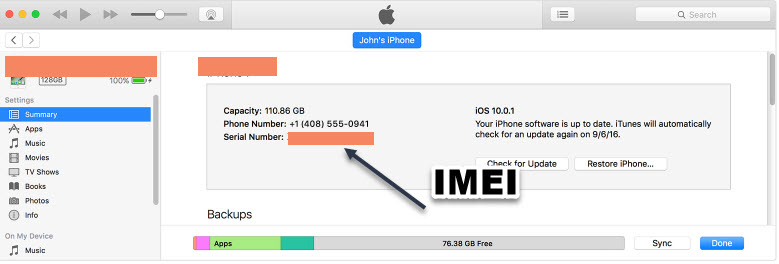 Search
John's iPhone
128GB
100%
Settings
Summary
Apps
Music
Movies
TV Shows
Books
Photos
Info
On My Device
Music
Capacity: 110.86 GB
Phone Number: +1 (408) 555-0941
Serial Number:
iOS 10.0.1
Your iPhone software is up to date. iTunes will automatically
check for an update again on 9/6/16.
Check for Update
Restore iPhone...
IMEI
Backups
Apps
76.38 GB Free
Sync
Done